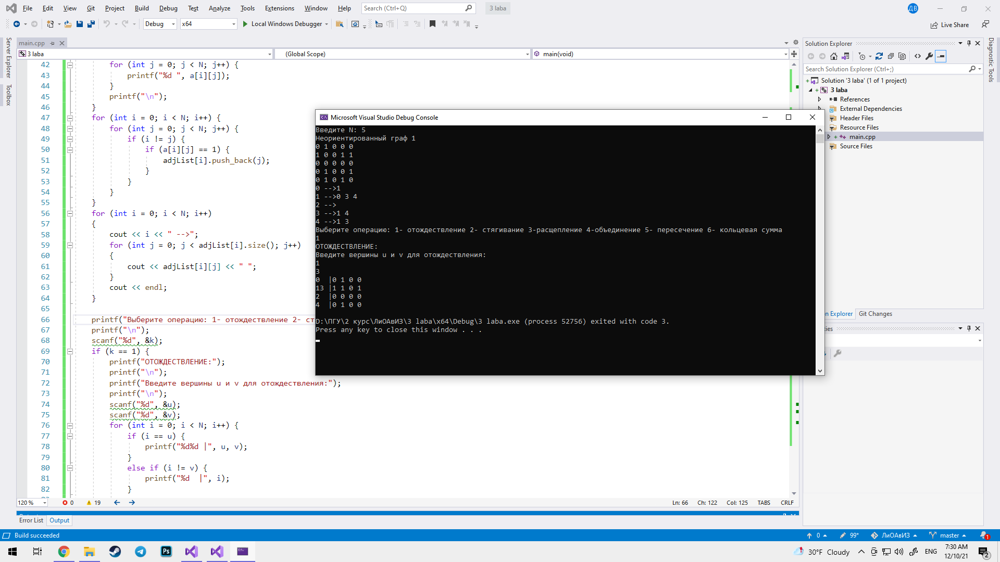 File Edit View Git Project Build Debug Test Analyze Tools Extensions Window Help Search (Ctrl+Q) 3 laba ДВ
Debug x64 Local Windows Debugger Live Share
Server Explorer
Toolbox
main.cpp
3 laba (Global Scope) main(void)
42 for (int j = 0; j < N; j++) {
43 printf("%d ", a[i][j]);
44 }
45 printf("\n");
46 }
47 for (int i = 0; i < N; i++) {
48 for (int j = 0; j < N; j++) {
49 if (i != j) {
50 if (a[i][j] == 1) {
51 adjList[i].push_back(j);
52 }
53 }
54 }
55 }
56 for (int i = 0; i < N; i++)
57 {
58 cout << i << " -->";
59 for (int j = 0; j < adjList[i].size(); j++)
60 {
61 cout << adjList[i][j] << " ";
62 }
63 cout << endl;
64 }
65
66 printf("Выберите операцию: 1- отождествление 2- ст
67 printf("\n");
68 scanf("%d", &k);
69 if (k == 1) {
70 printf("ОТОЖДЕСТВЛЕНИЕ:");
71 printf("\n");
72 printf("Введите вершины u и v для отождествления:");
73 printf("\n");
74 scanf("%d", &u);
75 scanf("%d", &v);
76 for (int i = 0; i < N; i++) {
77 if (i == u) {
78 printf("%d%d |", u, v);
79 }
80 else if (i != v) {
81 printf("%d  |", i);
82 }
120 % 0 19 Ln: 66 Ch: 122 Col: 125 TABS CRLF
Microsoft Visual Studio Debug Console
Введите N: 5
Неориентированный граф 1
0 1 0 0 0
1 0 0 1 1
0 0 0 0 0
0 1 0 0 1
0 1 0 1 0
0 -->1
1 -->0 3 4
2 -->
3 -->1 4
4 -->1 3
Выберите операцию: 1- отождествление 2- стягивание 3-расщепление 4-объединение 5- пересечение 6- кольцевая сумма
1
ОТОЖДЕСТВЛЕНИЕ:
Введите вершины u и v для отождествления:
1
3
0  |0 1 0 0
13 |1 1 0 1
2  |0 0 0 0
4  |0 1 0 0
D:\ПГУ\2 курс\ЛиОАвИЗ\3 laba\x64\Debug\3 laba.exe (process 52756) exited with code 3.
Press any key to close this window . . .
Solution Explorer
Search Solution Explorer (Ctrl+;)
Solution '3 laba' (1 of 1 project)
3 laba
References
External Dependencies
Header Files
Resource Files
main.cpp
Source Files
n Explorer Git Changes
ties
Diagnostic Tools
Error List Output
Build succeeded 0 99* ЛиОАвИЗ master 1
Ps 30°F Cloudy ENG 7:30 AM
12/10/21 2